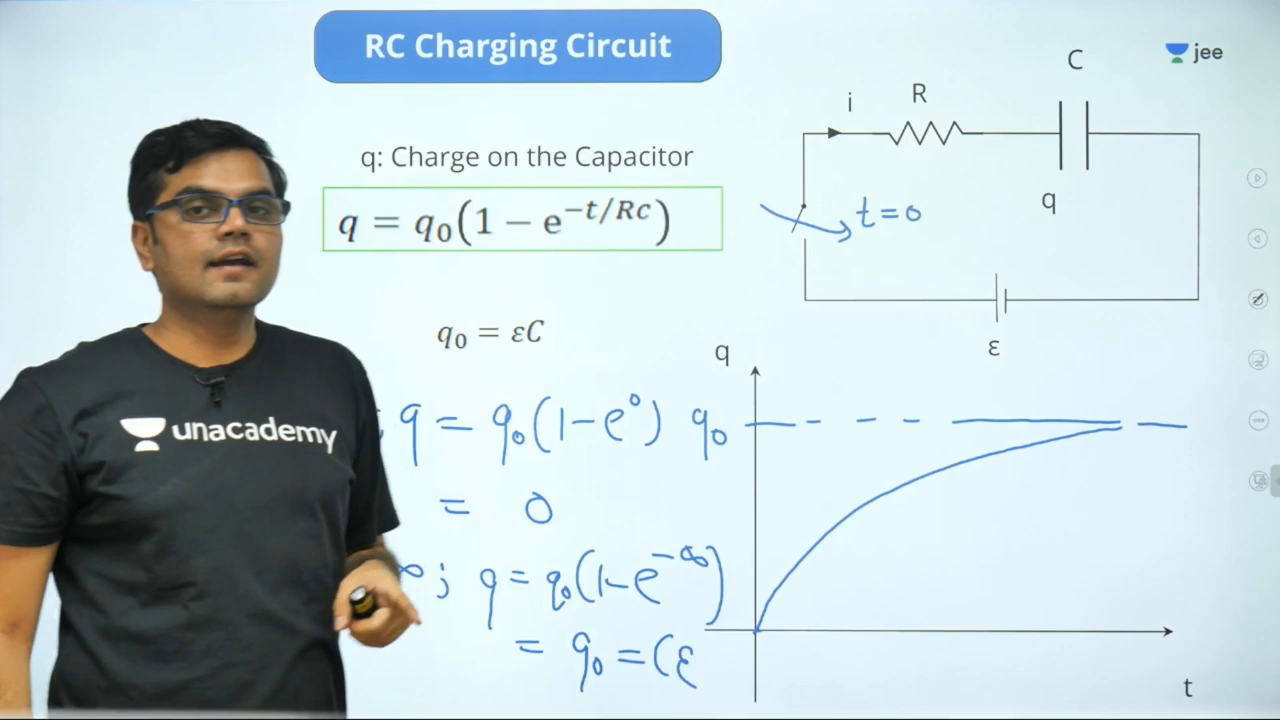 RC Charging Circuit
jee
q: Charge on the Capacitor
q = q₀(1 − e^(−t/Rc))
q₀ = εC
i
R
C
q
t = 0
ε
unacademy
; q = q₀(1 − e⁰)
= 0
∞ ; q = q₀(1 − e^(−∞))
= q₀ = Cε
q
q₀
t